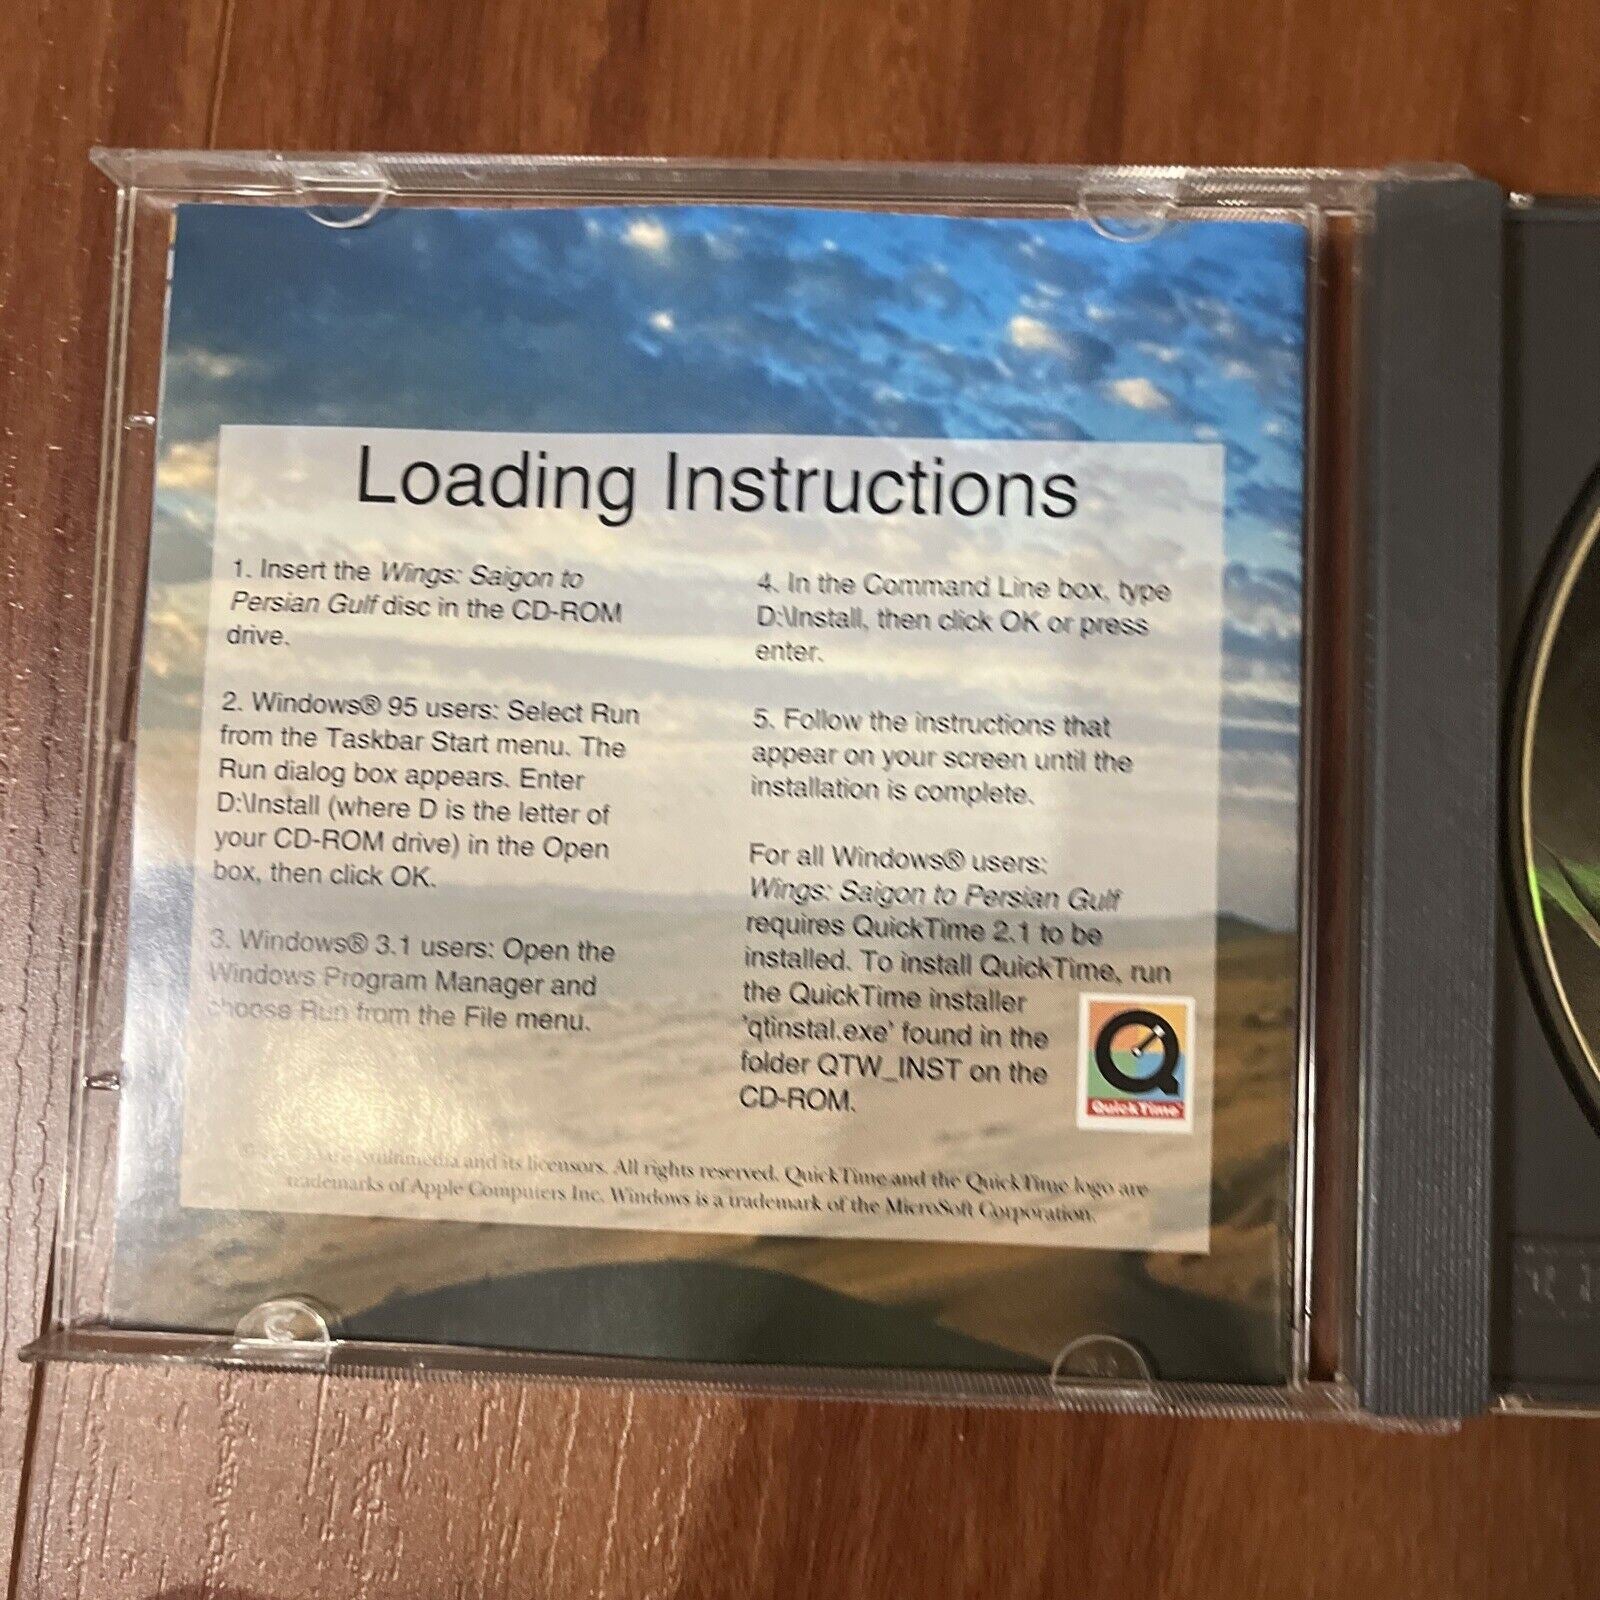 Loading Instructions
1. Insert the Wings: Saigon to
Persian Gulf disc in the CD-ROM
drive.
2. Windows® 95 users: Select Run
from the Taskbar Start menu. The
Run dialog box appears. Enter
D:\Install (where D is the letter of
your CD-ROM drive) in the Open
box, then click OK.
3. Windows® 3.1 users: Open the
Windows Program Manager and
choose Run from the File menu.
4. In the Command Line box, type
D:\Install, then click OK or press
enter.
5. Follow the instructions that
appear on your screen until the
installation is complete.
For all Windows® users:
Wings: Saigon to Persian Gulf
requires QuickTime 2.1 to be
installed. To install QuickTime, run
the QuickTime installer
'qtinstal.exe' found in the
folder QTW_INST on the
CD-ROM.
QuickTime
Multimedia and its licensors. All rights reserved. QuickTime and the QuickTime logo are
trademarks of Apple Computers Inc. Windows is a trademark of the MicroSoft Corporation.